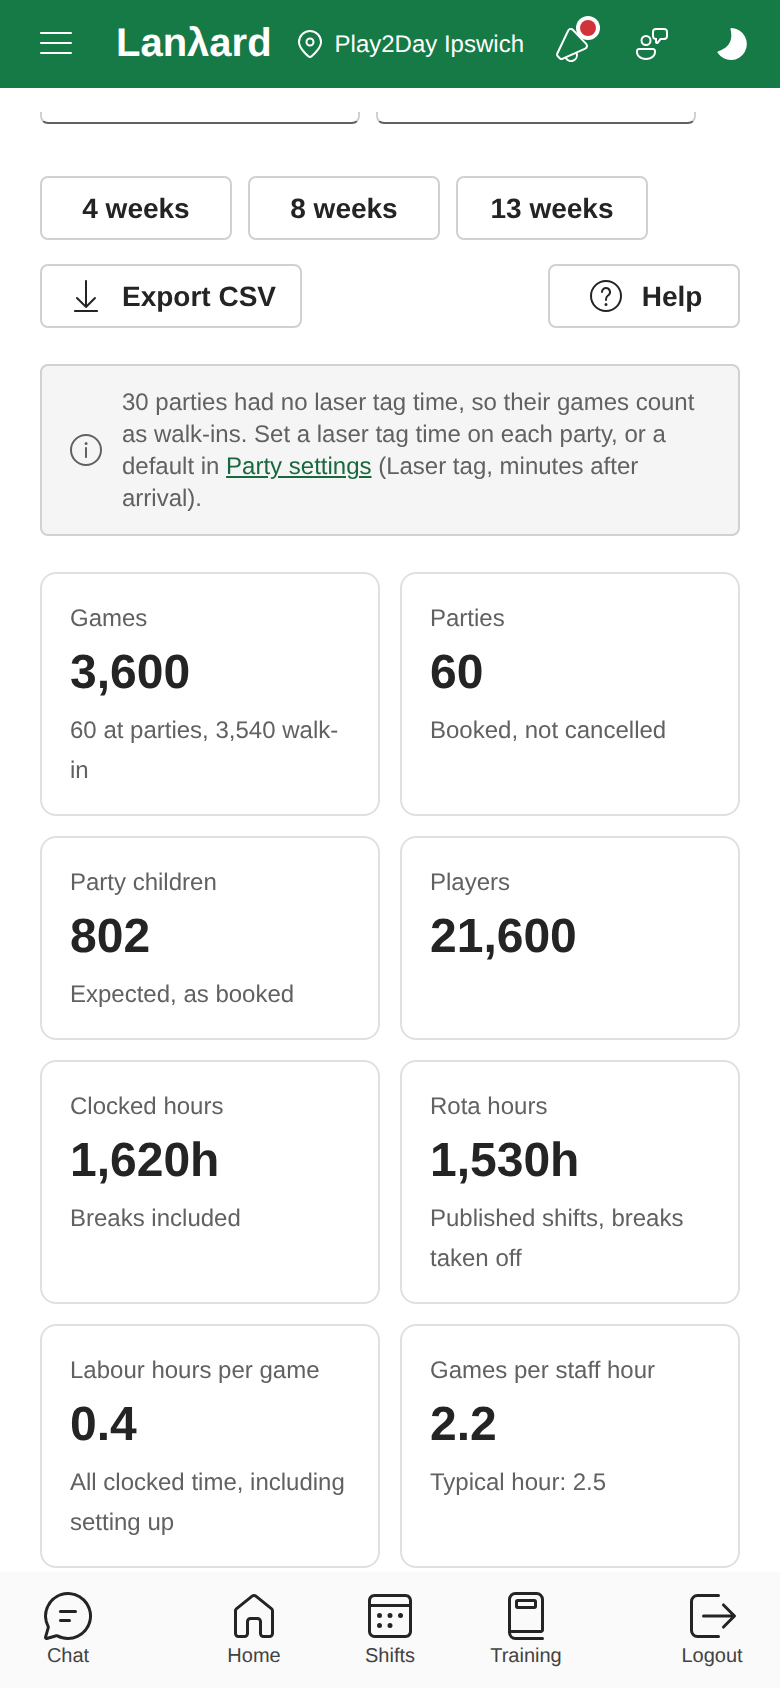 Lanλard
Play2Day Ipswich
4 weeks
8 weeks
13 weeks
Export CSV
Help
30 parties had no laser tag time, so their games count
as walk-ins. Set a laser tag time on each party, or a
default in Party settings (Laser tag, minutes after
arrival).
Games
3,600
60 at parties, 3,540 walk-
in
Parties
60
Booked, not cancelled
Party children
802
Expected, as booked
Players
21,600
Clocked hours
1,620h
Breaks included
Rota hours
1,530h
Published shifts, breaks
taken off
Labour hours per game
0.4
All clocked time, including
setting up
Games per staff hour
2.2
Typical hour: 2.5
Chat
Home
Shifts
Training
Logout